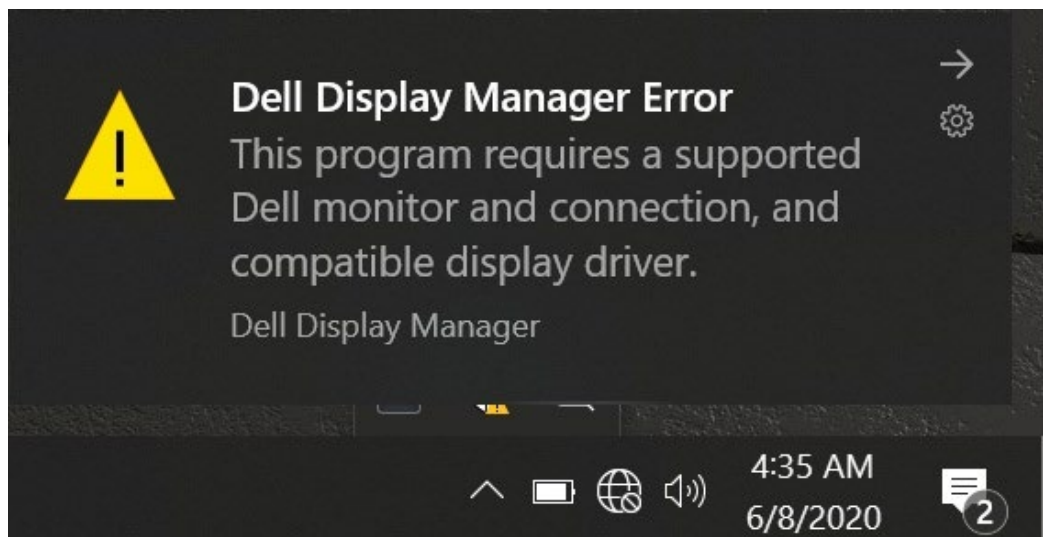 Dell Display Manager Error
This program requires a supported
Dell monitor and connection, and
compatible display driver.
Dell Display Manager
4:35 AM
6/8/2020
2